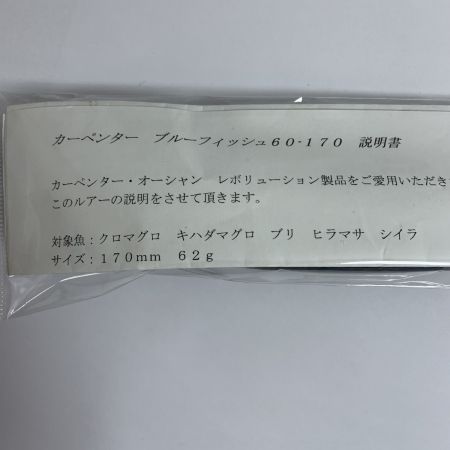 カーペンター ブルーフィッシュ60-170 説明書
カーペンター・オーシャン レボリューション製品をご愛用いただき
このルアーの説明をさせて頂きます。
対象魚：クロマグロ キハダマグロ ブリ ヒラマサ シイラ
サイズ：170mm 62g